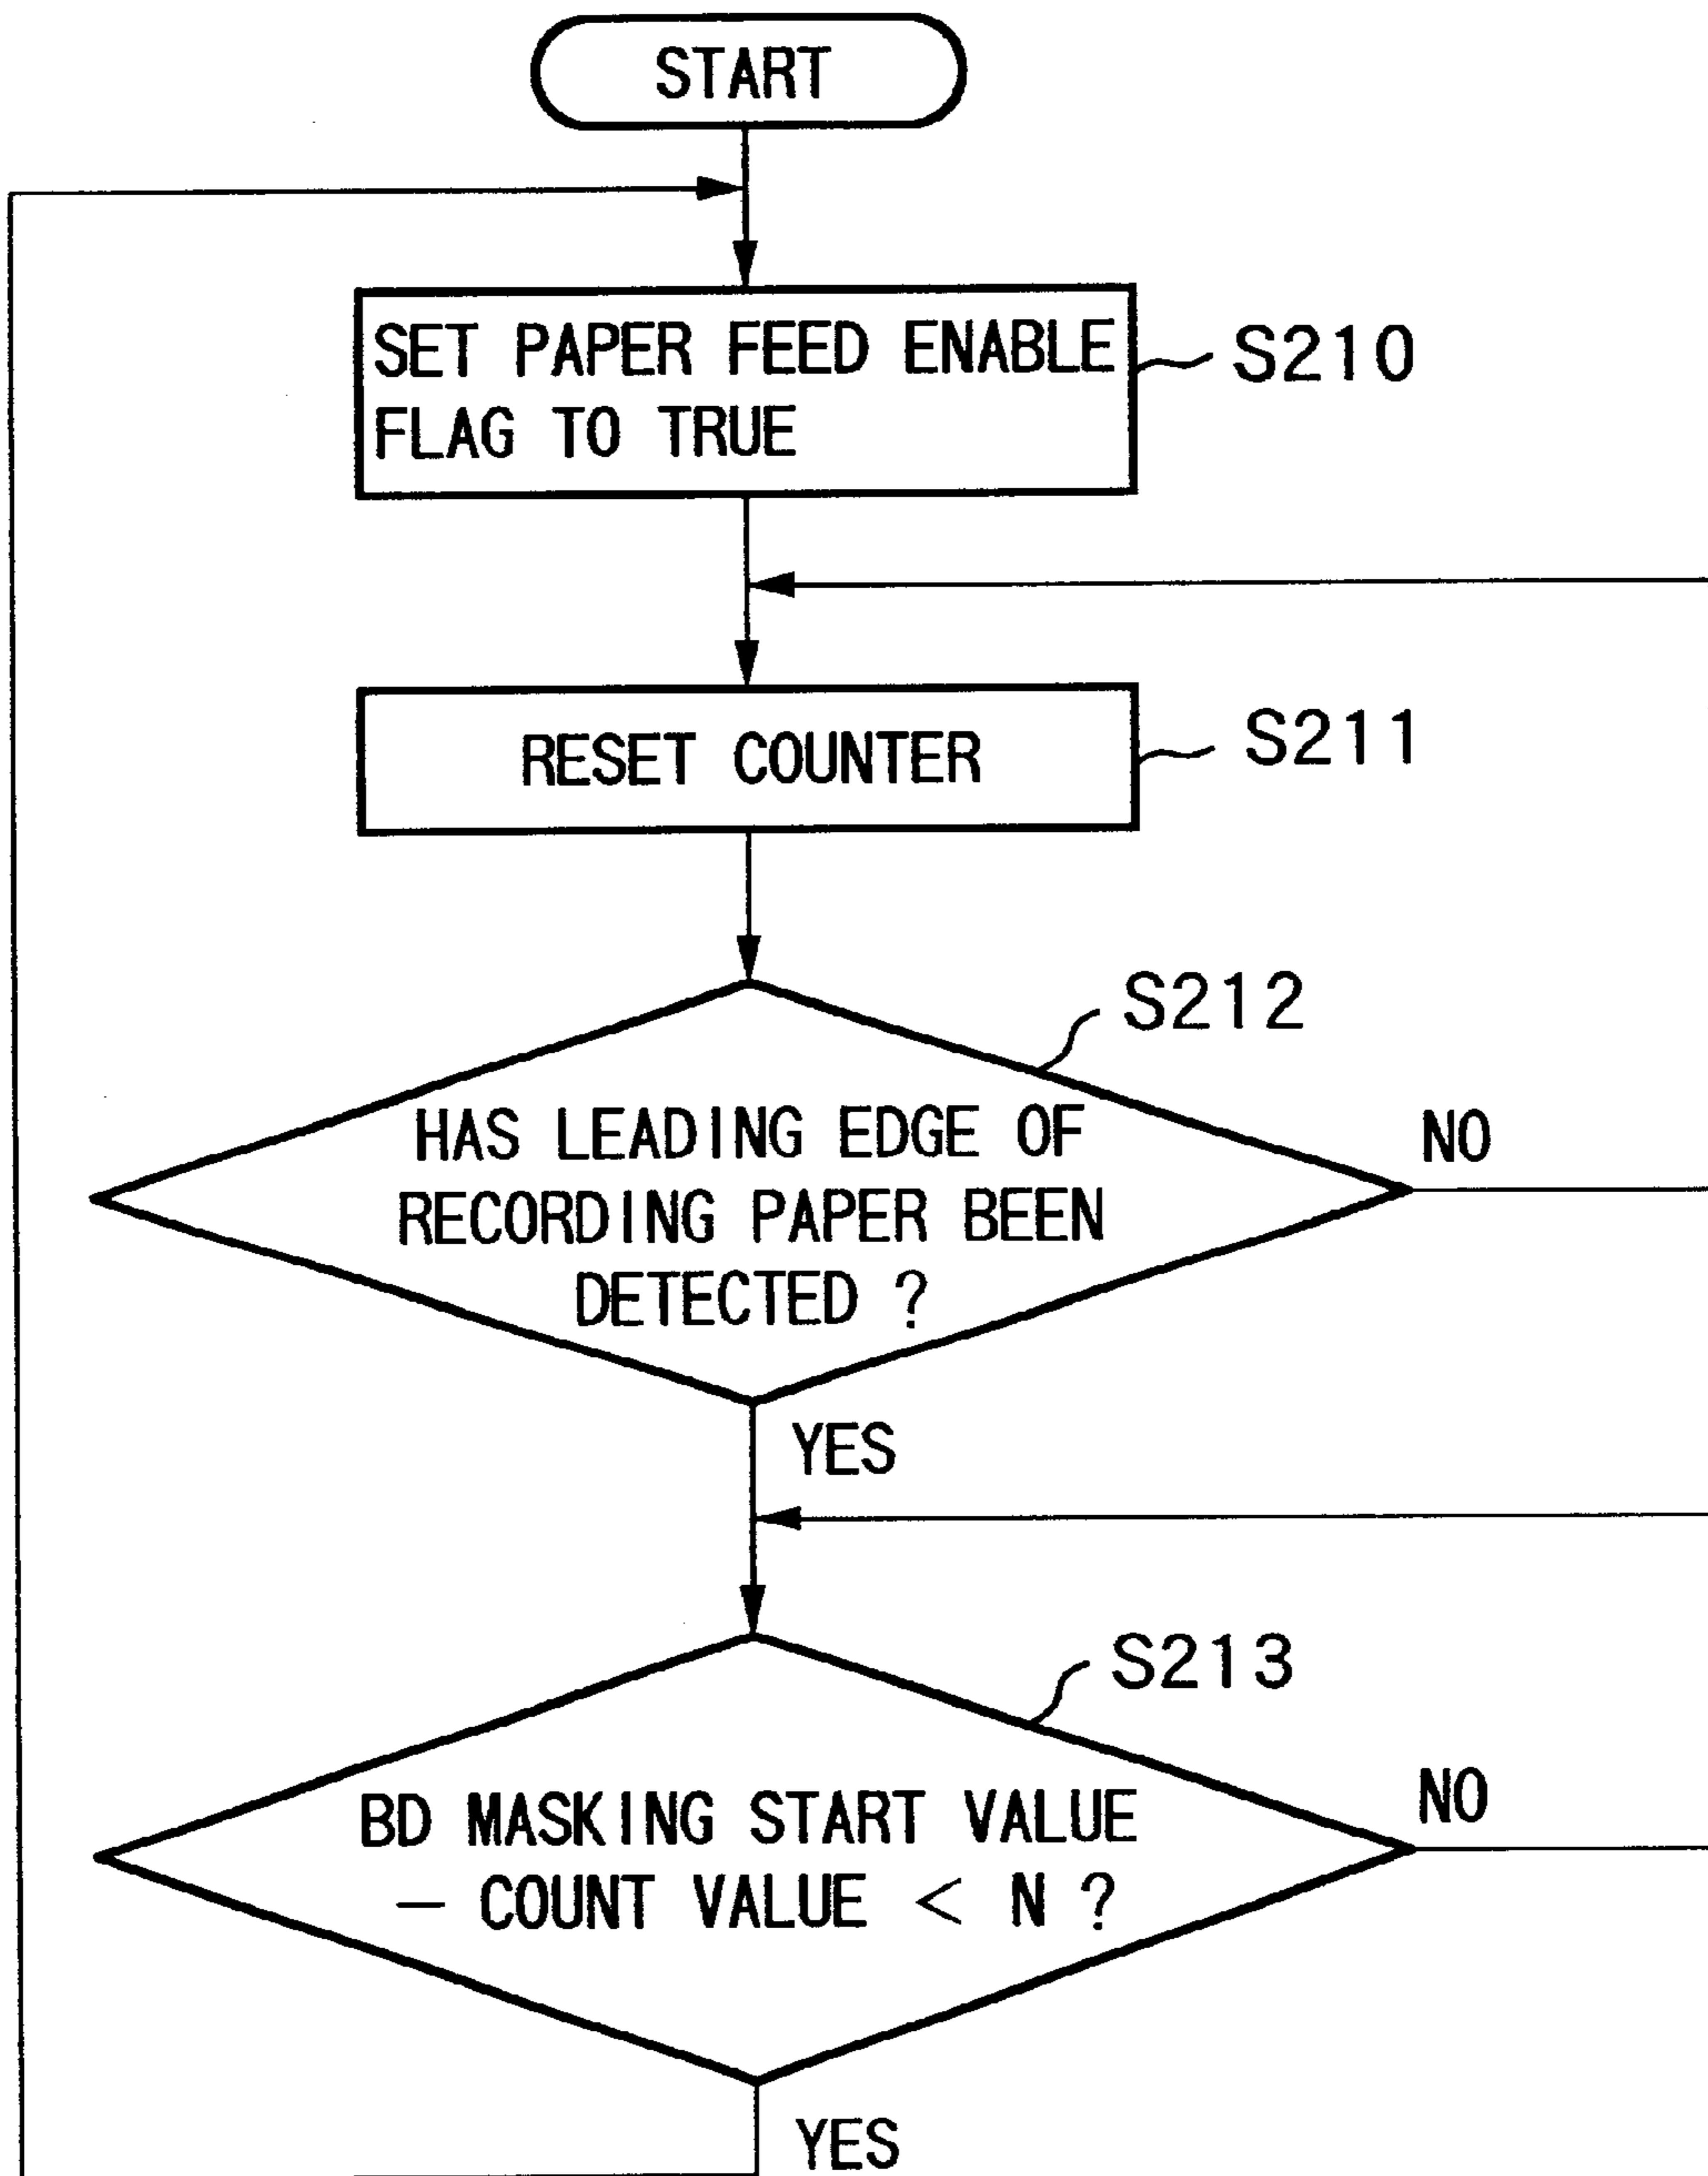 START
SET PAPER FEED ENABLE
FLAG TO TRUE
S210
RESET COUNTER
S211
S212
HAS LEADING EDGE OF
RECORDING PAPER BEEN
DETECTED ?
NO
YES
S213
BD MASKING START VALUE
— COUNT VALUE < N ?
NO
YES